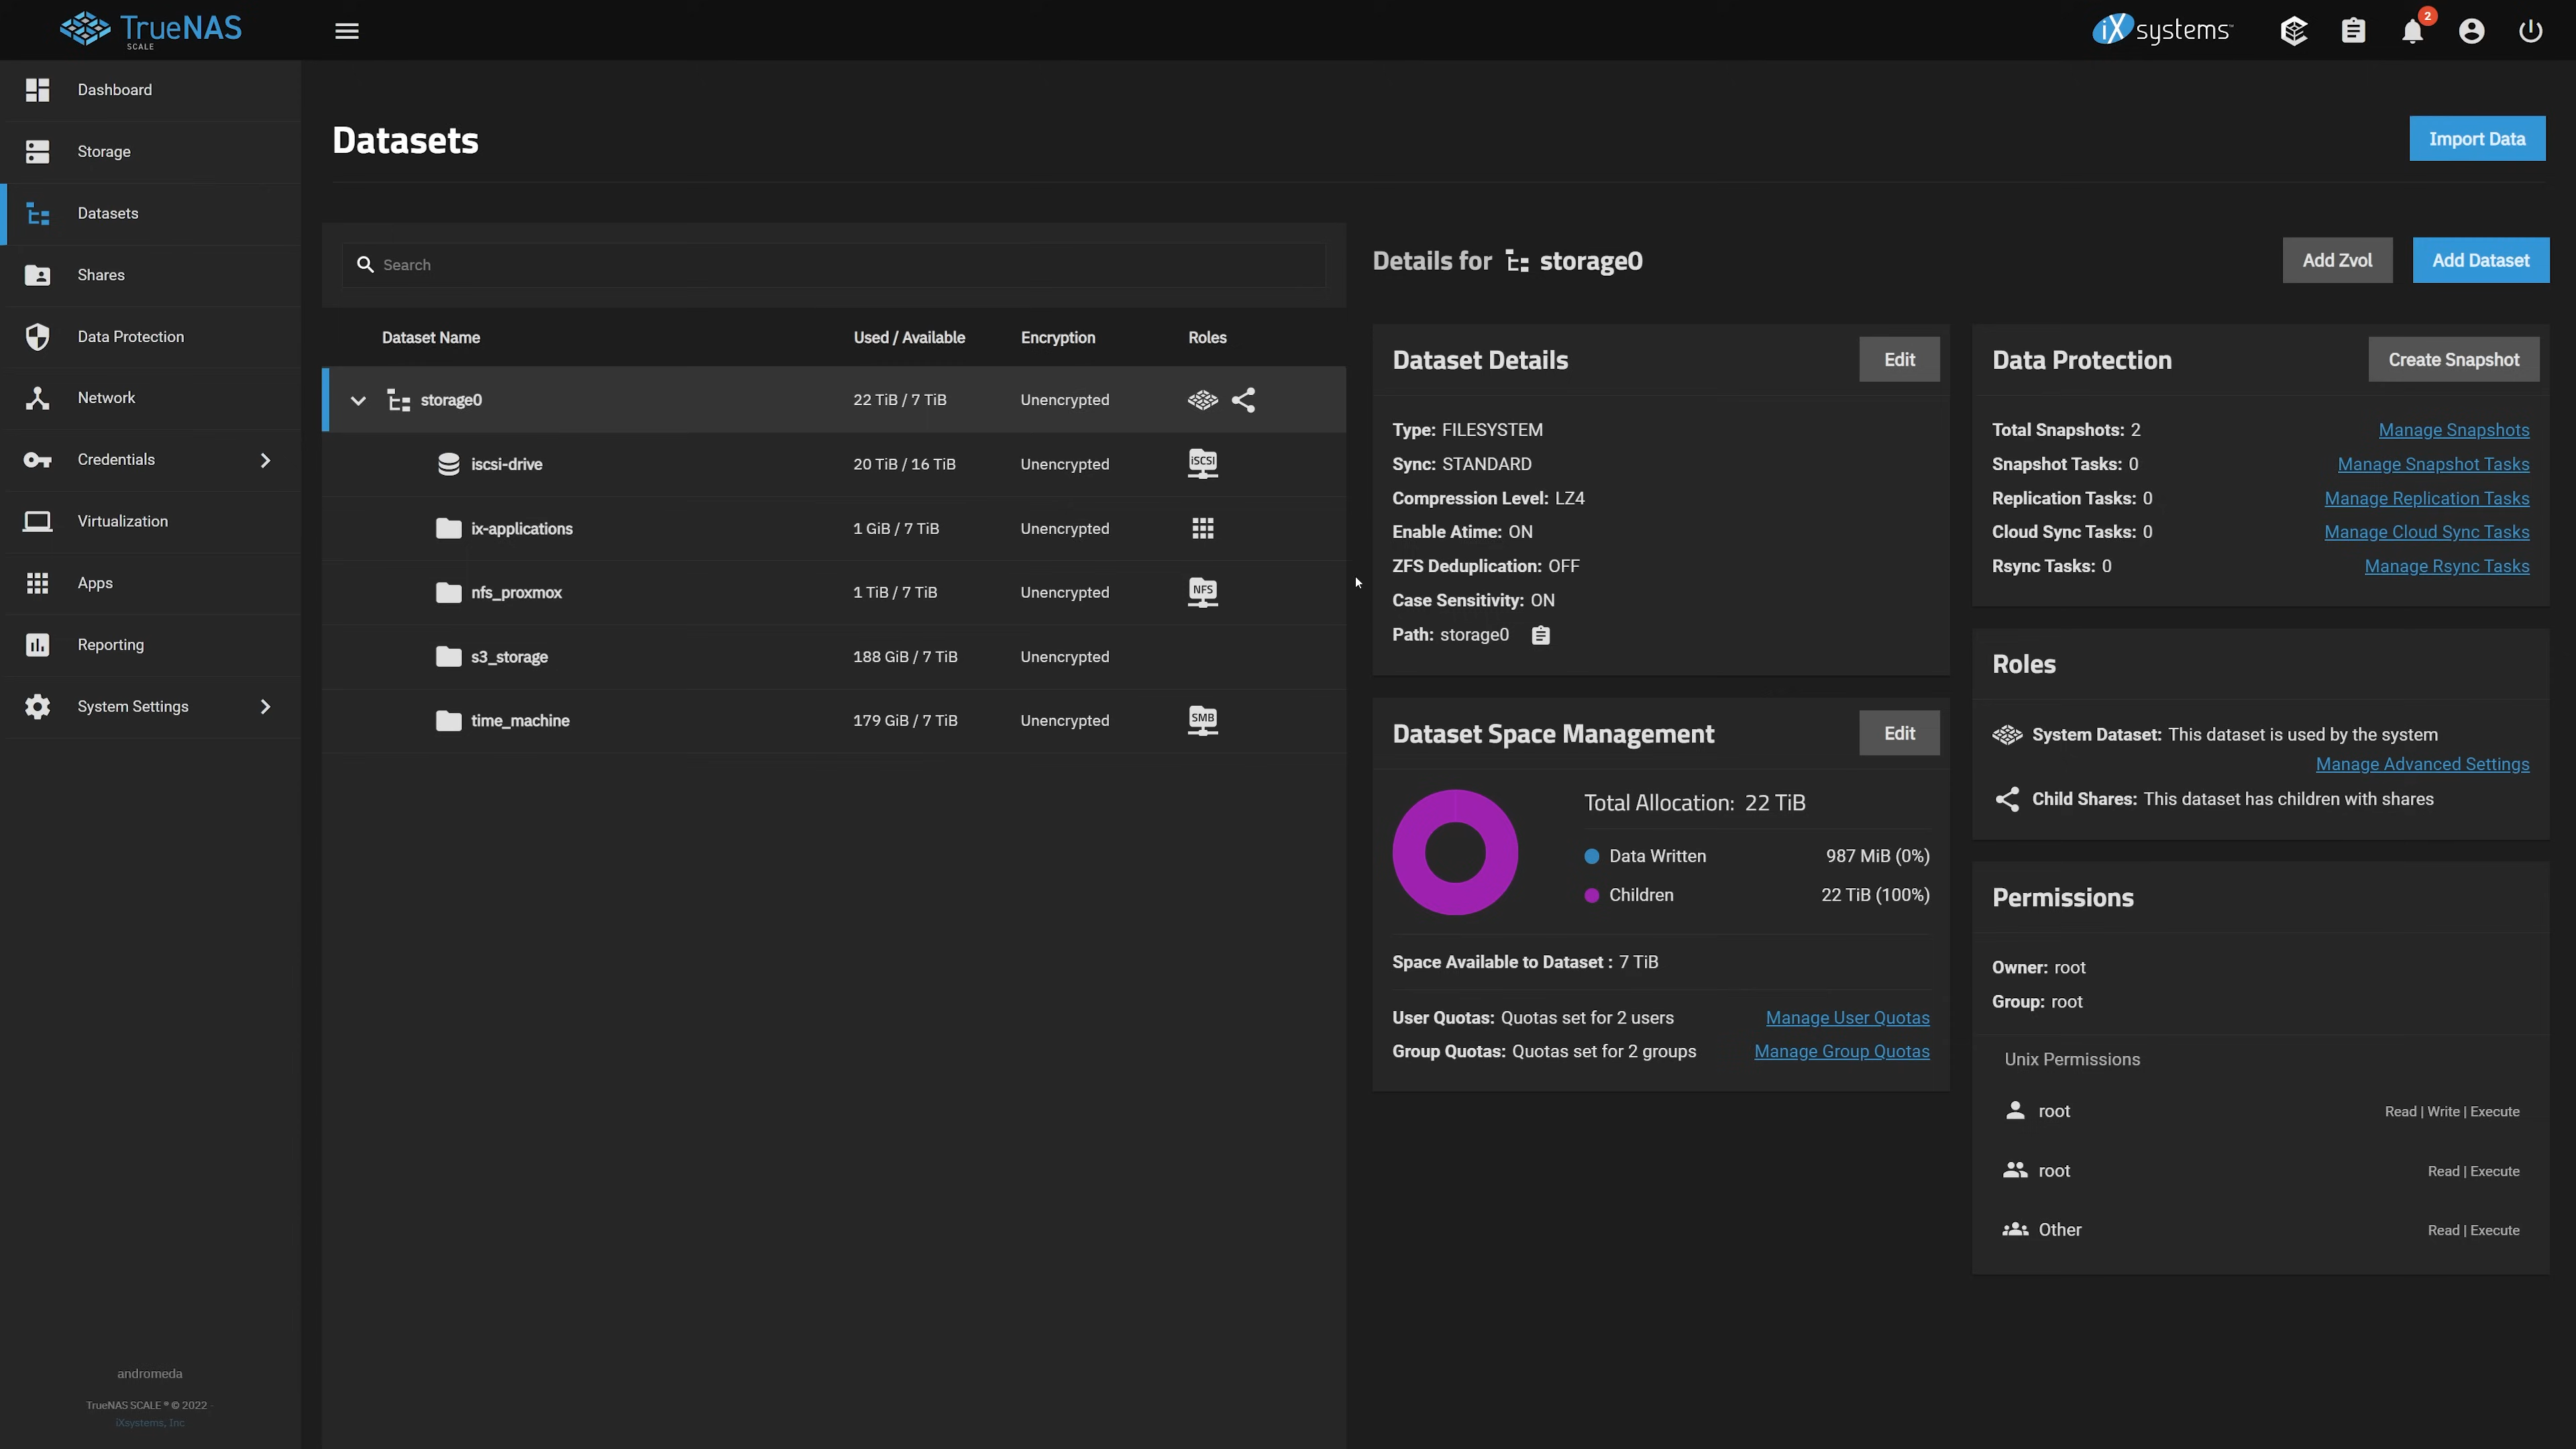 TrueNAS
SCALE
iXsystems™
2
Dashboard
Storage
Datasets
Shares
Data Protection
Network
Credentials
Virtualization
Apps
Reporting
System Settings
andromeda
TrueNAS SCALE ® © 2022 -
iXsystems, Inc
Datasets
Import Data
Search
Dataset Name Used / Available Encryption Roles
storage0 22 TiB / 7 TiB Unencrypted
iscsi-drive 20 TiB / 16 TiB Unencrypted iSCSI
ix-applications 1 GiB / 7 TiB Unencrypted
nfs_proxmox 1 TiB / 7 TiB Unencrypted NFS
s3_storage 188 GiB / 7 TiB Unencrypted
time_machine 179 GiB / 7 TiB Unencrypted SMB
Details for storage0
Add Zvol
Add Dataset
Dataset Details
Edit
Type: FILESYSTEM
Sync: STANDARD
Compression Level: LZ4
Enable Atime: ON
ZFS Deduplication: OFF
Case Sensitivity: ON
Path: storage0
Dataset Space Management
Edit
Total Allocation: 22 TiB
Data Written 987 MiB (0%)
Children 22 TiB (100%)
Space Available to Dataset : 7 TiB
User Quotas: Quotas set for 2 users Manage User Quotas
Group Quotas: Quotas set for 2 groups Manage Group Quotas
Data Protection
Create Snapshot
Total Snapshots: 2 Manage Snapshots
Snapshot Tasks: 0 Manage Snapshot Tasks
Replication Tasks: 0 Manage Replication Tasks
Cloud Sync Tasks: 0 Manage Cloud Sync Tasks
Rsync Tasks: 0 Manage Rsync Tasks
Roles
System Dataset: This dataset is used by the system
Manage Advanced Settings
Child Shares: This dataset has children with shares
Permissions
Owner: root
Group: root
Unix Permissions
root Read | Write | Execute
root Read | Execute
Other Read | Execute